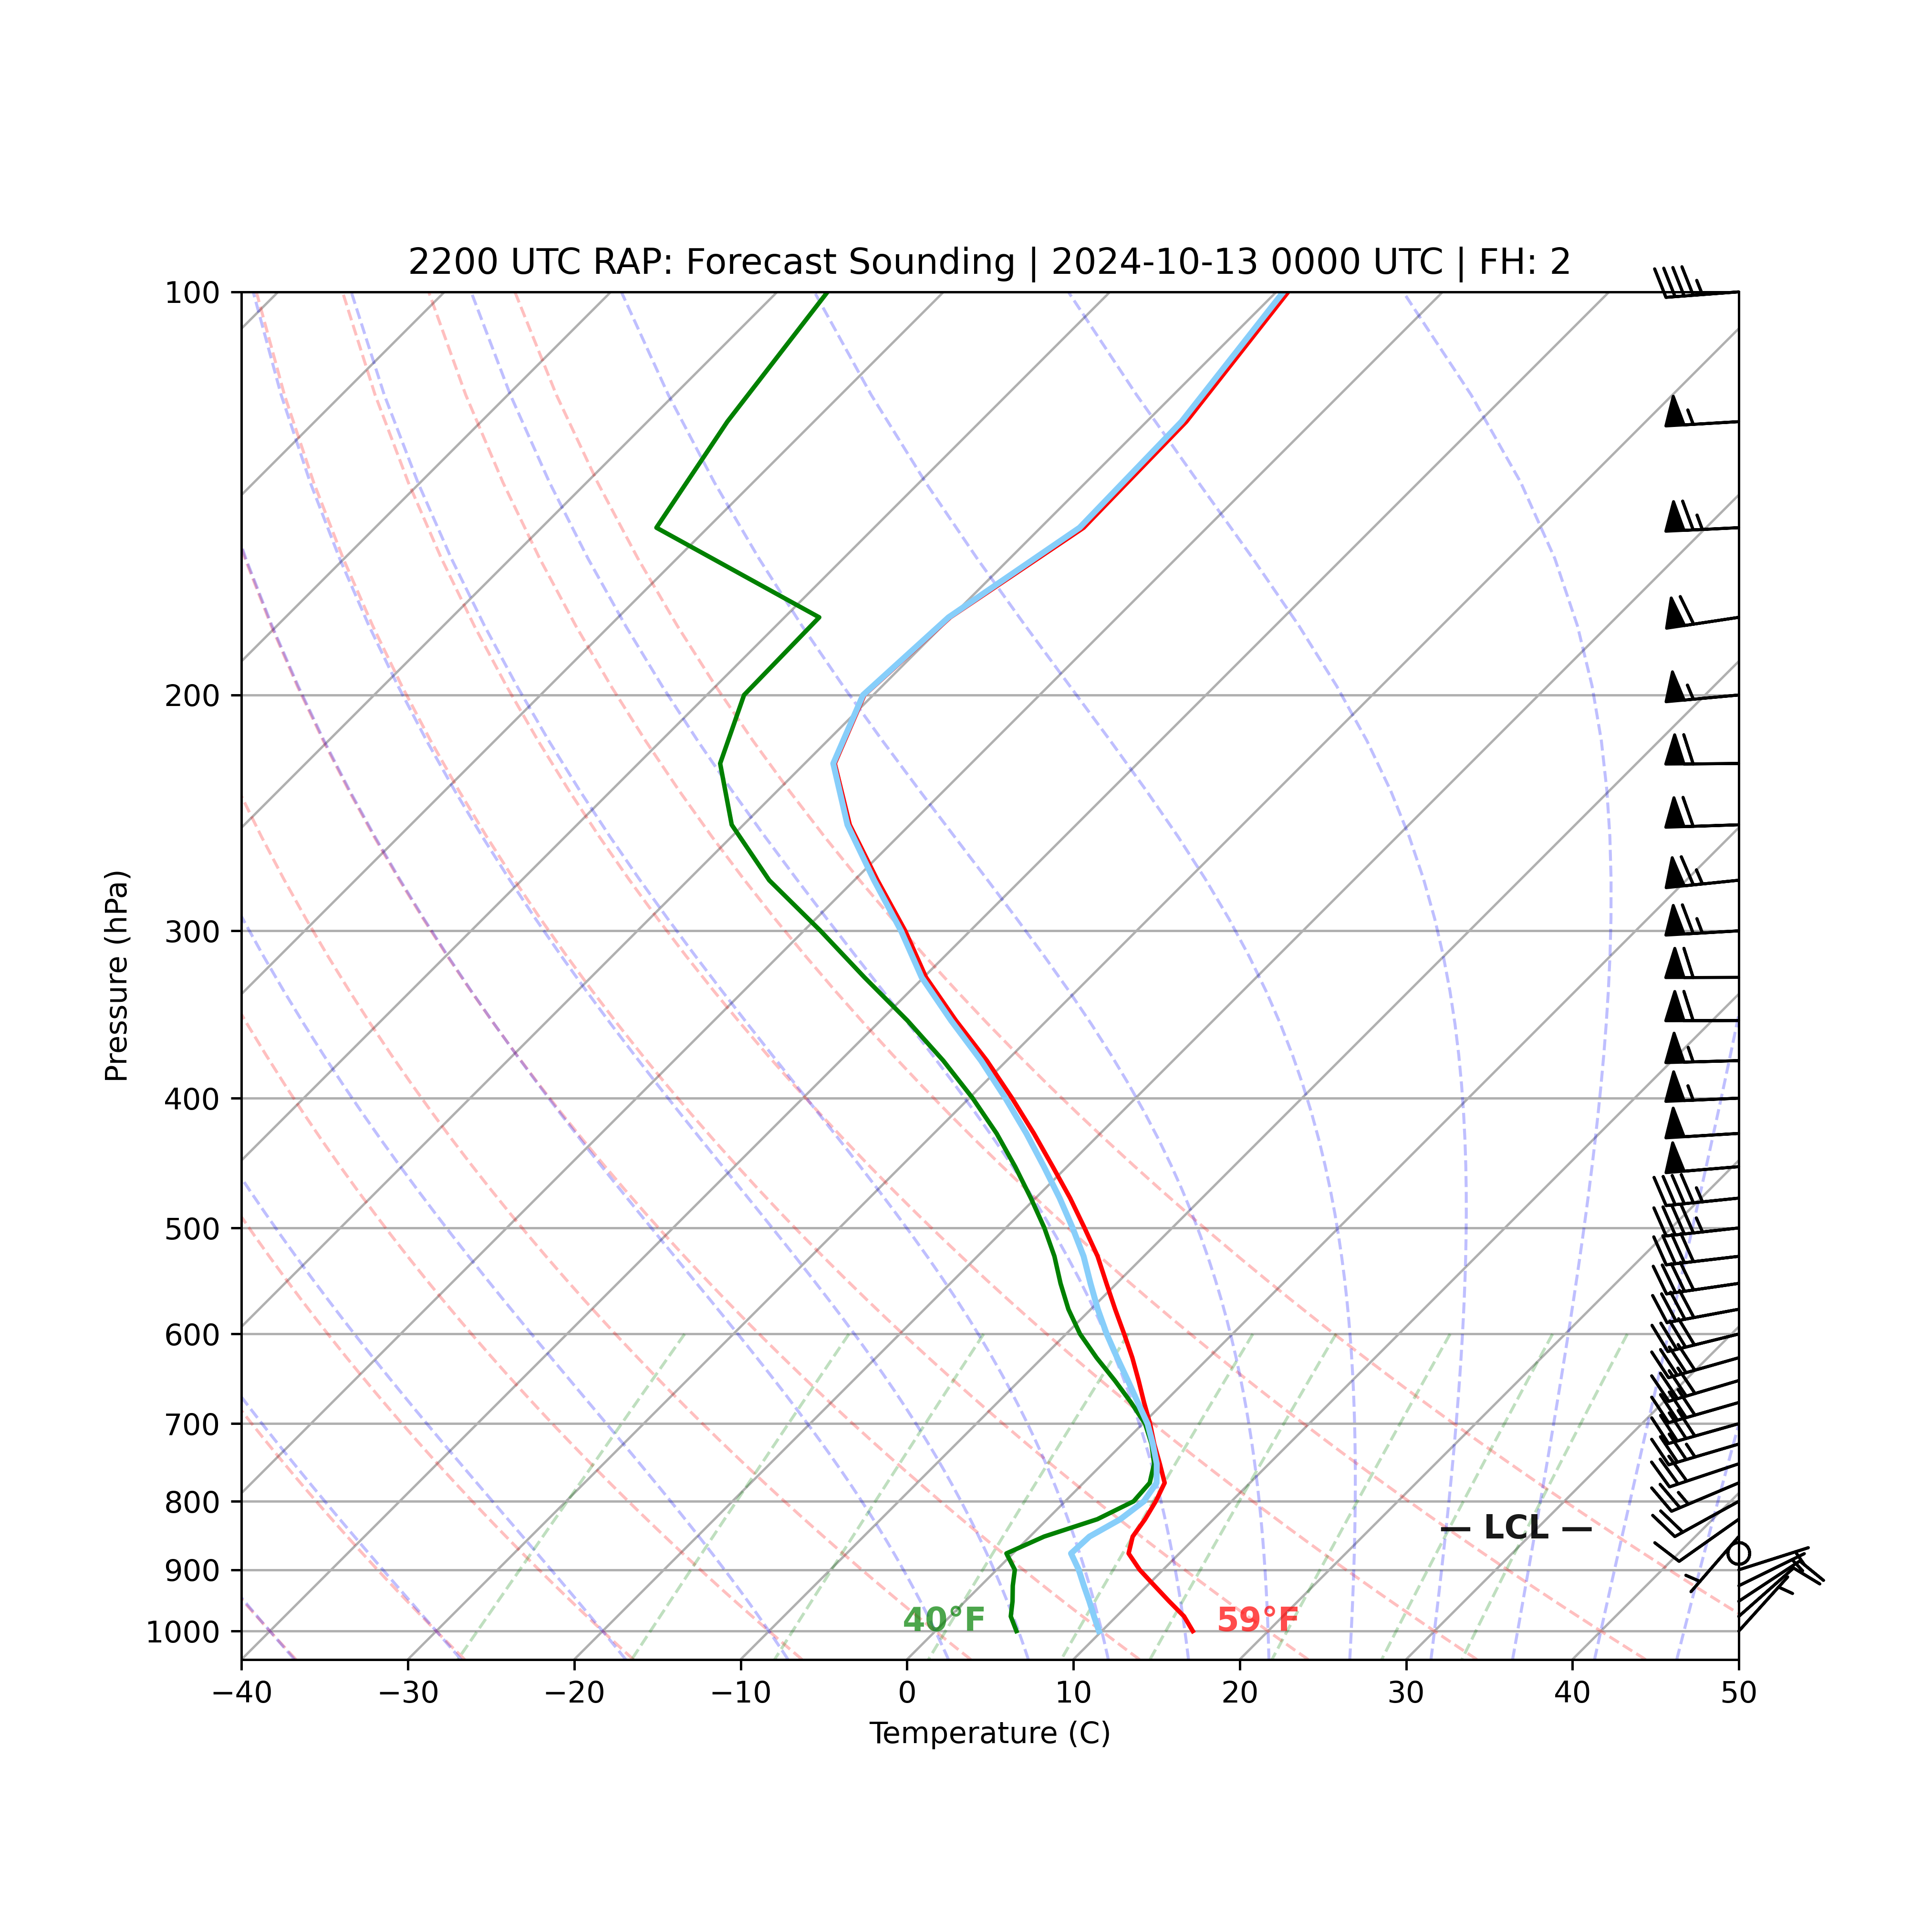 2200 UTC RAP: Forecast Sounding | 2024-10-13 0000 UTC | FH: 2
100
200
300
400
500
600
700
800
900
1000
Pressure (hPa)
— LCL —
40°F
59°F
−40 −30 −20 −10 0 10 20 30 40 50
Temperature (C)